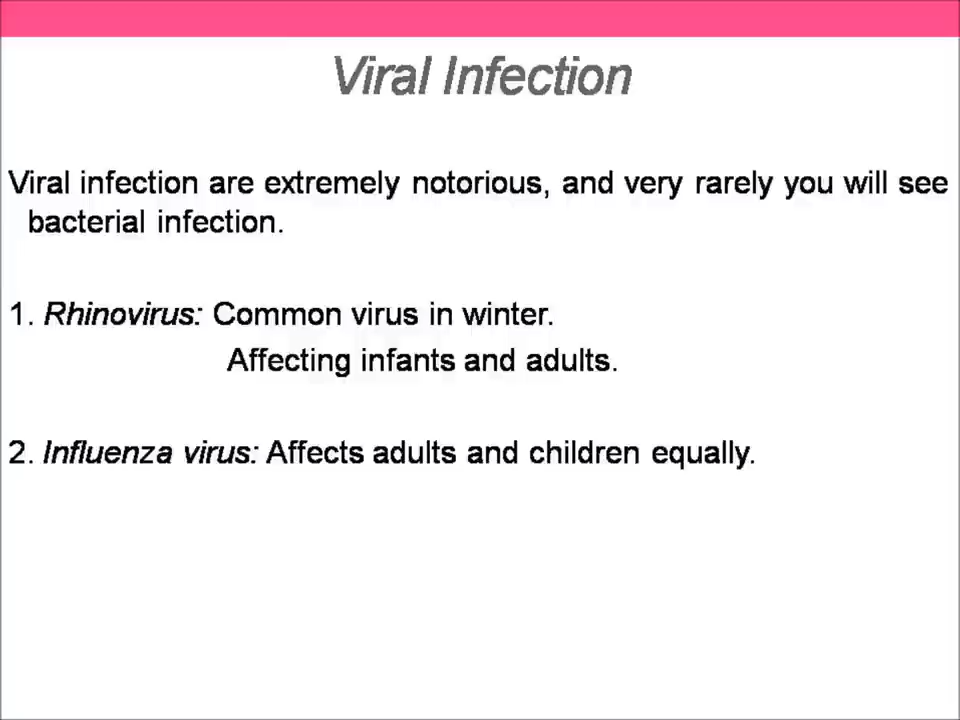 Viral Infection
Viral infection are extremely notorious, and very rarely you will see
bacterial infection.
1. Rhinovirus: Common virus in winter.
Affecting infants and adults.
2. Influenza virus: Affects adults and children equally.